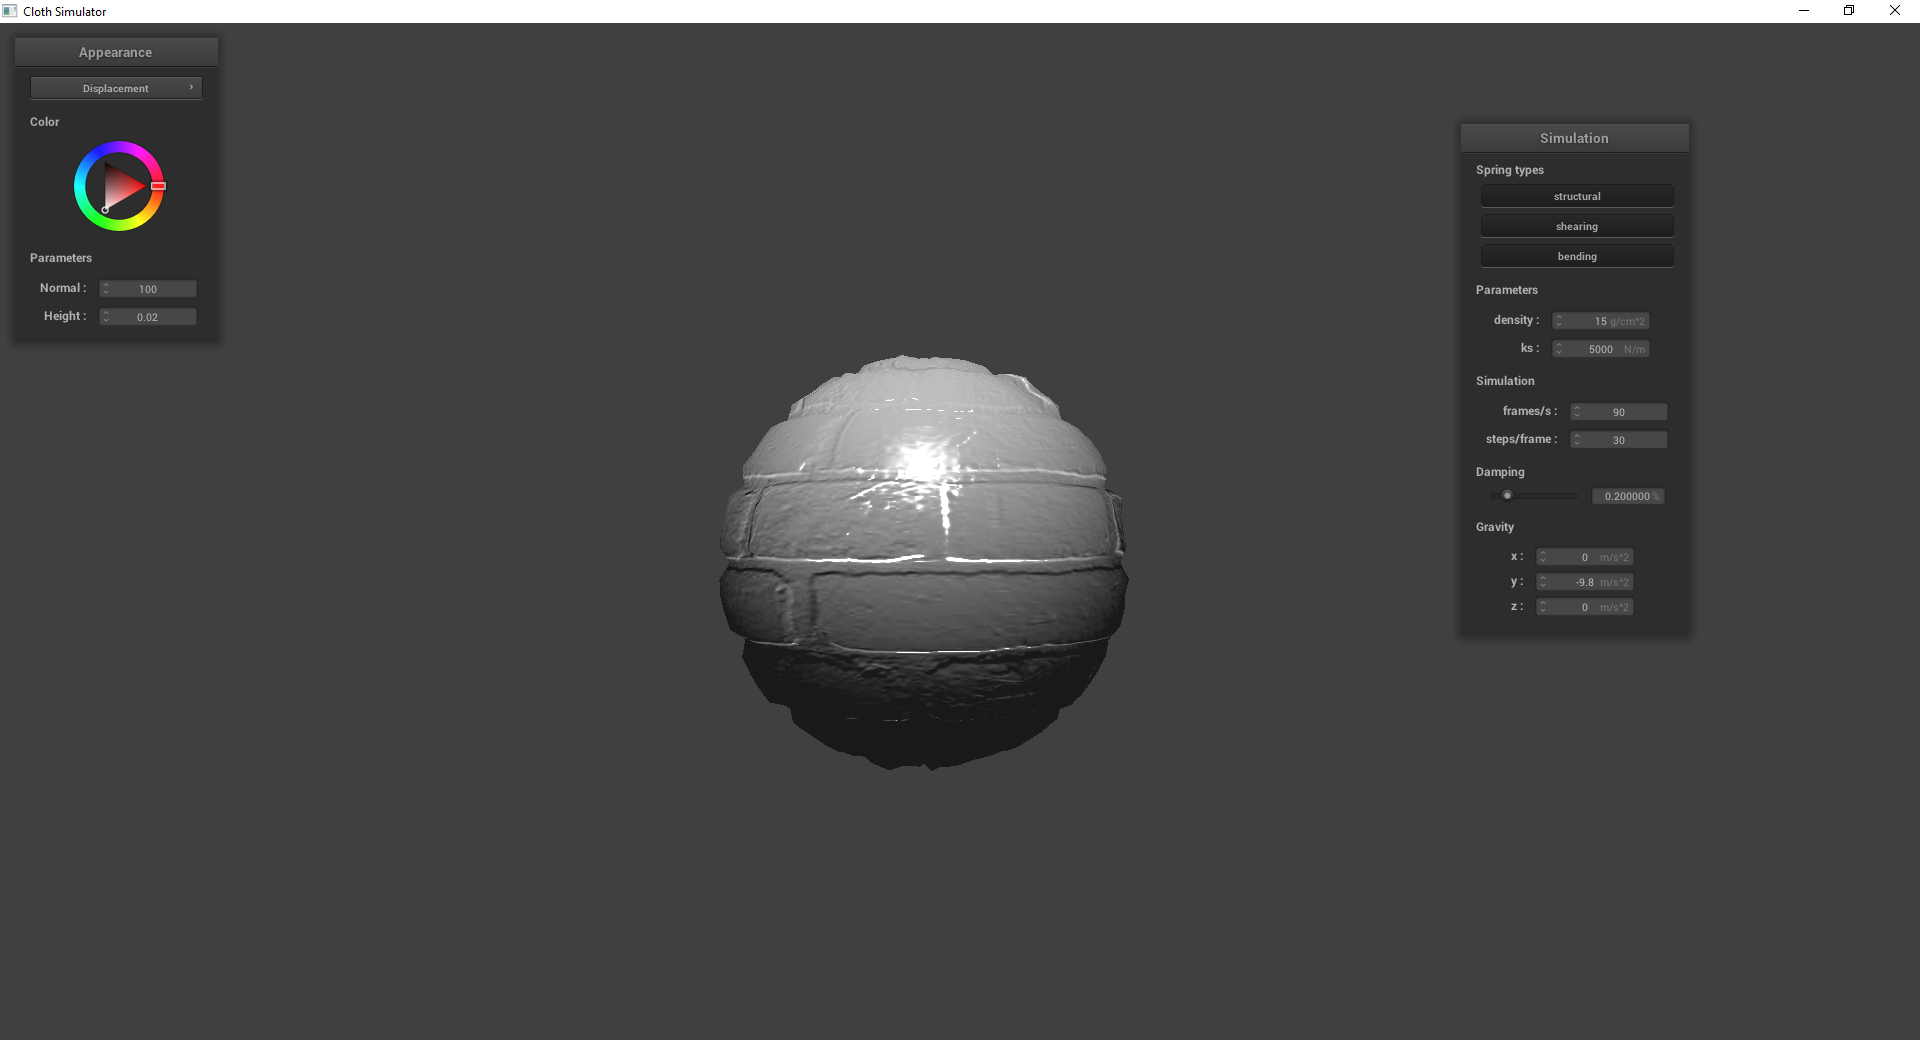 Cloth Simulator
Appearance
Displacement
Color
Parameters
Normal : 100
Height : 0.02
Simulation
Spring types
structural
shearing
bending
Parameters
density : 15 g/cm^2
ks : 5000 N/m
Simulation
frames/s : 90
steps/frame : 30
Damping
0.200000 %
Gravity
x : 0 m/s^2
y : -9.8 m/s^2
z : 0 m/s^2